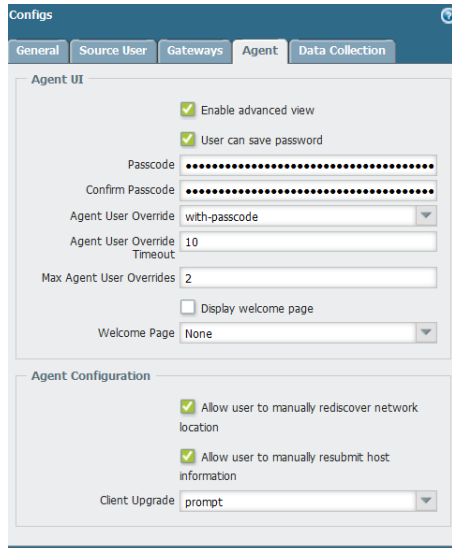 Configs
General Source User Gateways Agent Data Collection
Agent UI
Enable advanced view
User can save password
Passcode
Confirm Passcode
Agent User Override with-passcode
Agent User Override
Timeout 10
Max Agent User Overrides 2
Display welcome page
Welcome Page None
Agent Configuration
Allow user to manually rediscover network
location
Allow user to manually resubmit host
information
Client Upgrade prompt